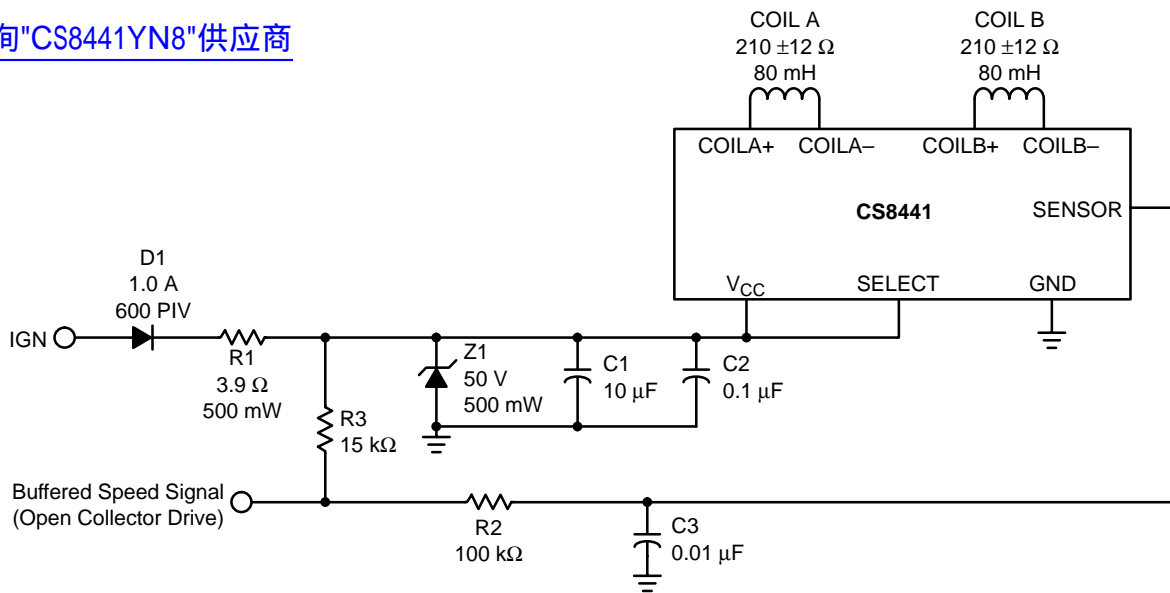 询"CS8441YN8"供应商
COIL A
210 ±12 Ω
80 mH
COIL B
210 ±12 Ω
80 mH
COILA+ COILA– COILB+ COILB–
CS8441
SENSOR
VCC
SELECT
GND
D1
1.0 A
600 PIV
IGN
R1
3.9 Ω
500 mW
Z1
50 V
500 mW
C1
10 μF
C2
0.1 μF
R3
15 kΩ
Buffered Speed Signal
(Open Collector Drive)
R2
100 kΩ
C3
0.01 μF